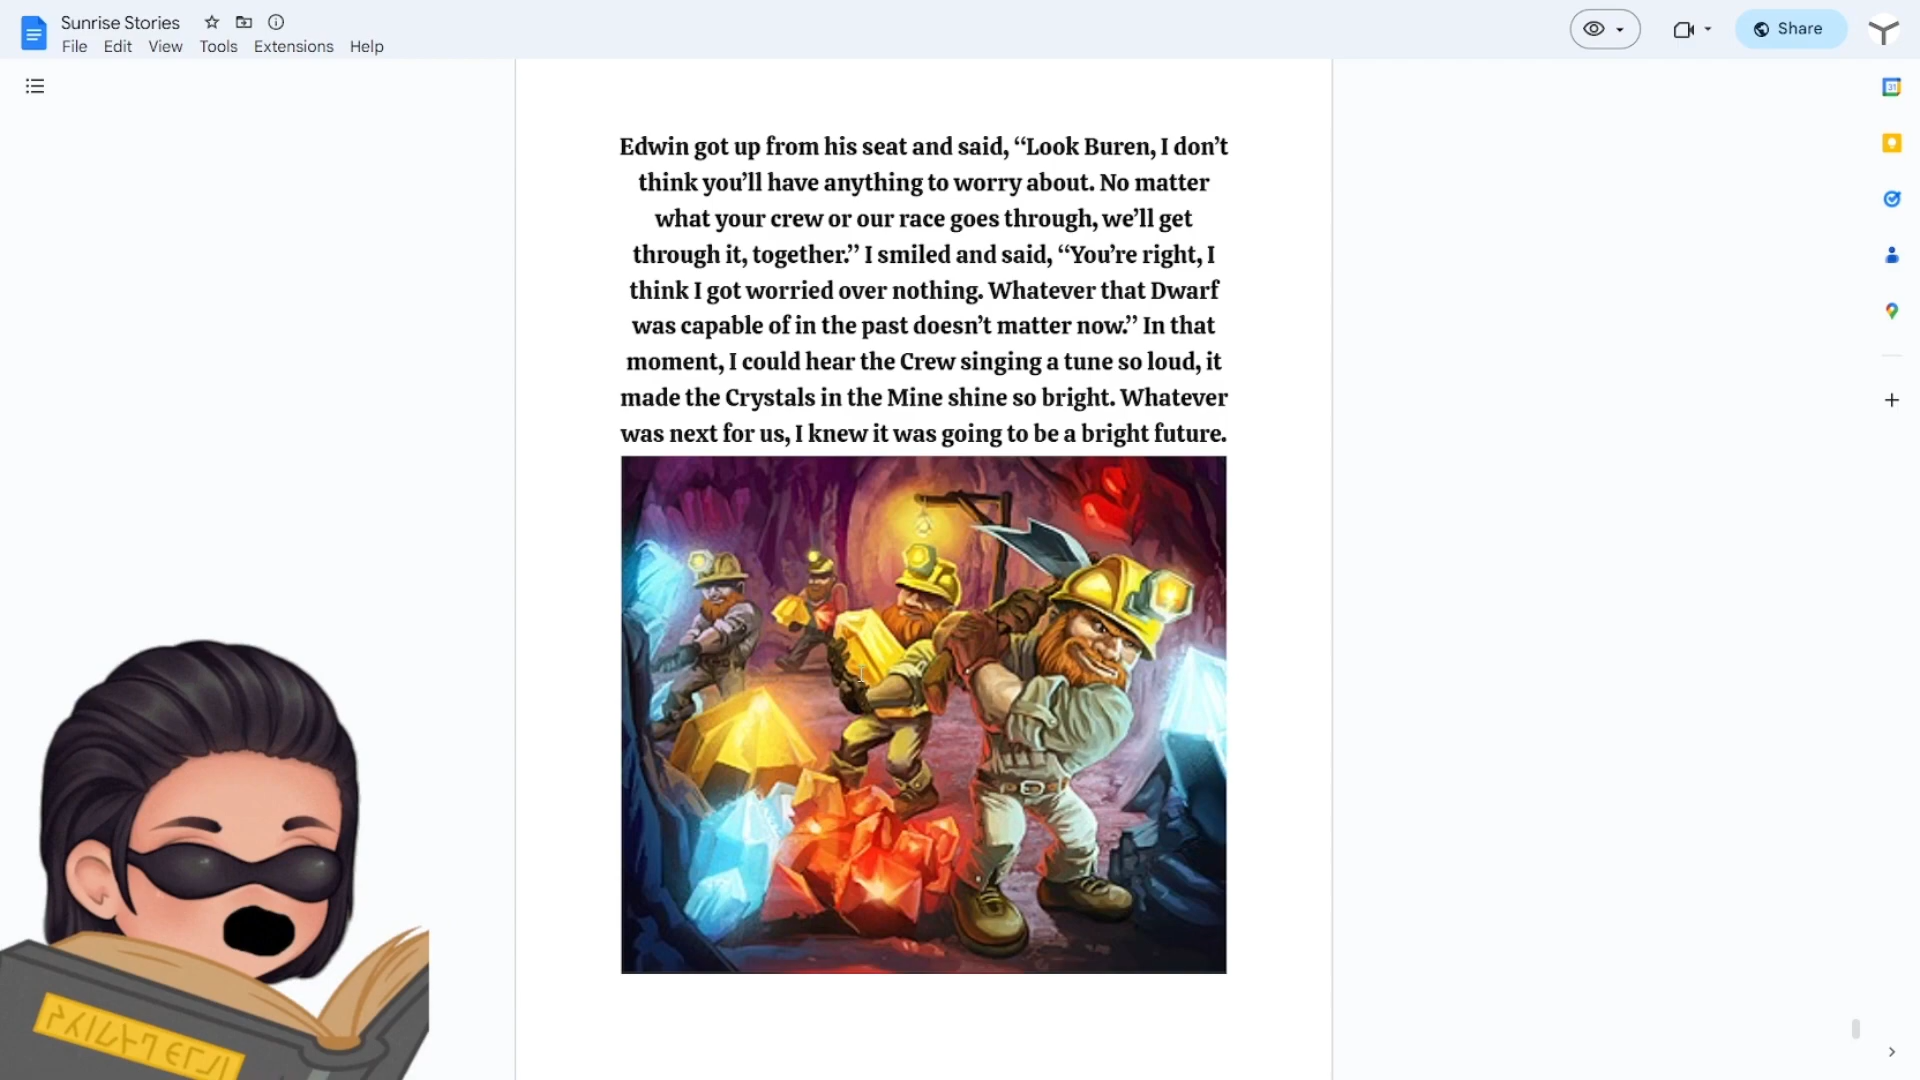 Sunrise Stories
File Edit View Tools Extensions Help
Share
31
Edwin got up from his seat and said, “Look Buren, I don’t
think you’ll have anything to worry about. No matter
what your crew or our race goes through, we’ll get
through it, together.” I smiled and said, “You’re right, I
think I got worried over nothing. Whatever that Dwarf
was capable of in the past doesn’t matter now.” In that
moment, I could hear the Crew singing a tune so loud, it
made the Crystals in the Mine shine so bright. Whatever
was next for us, I knew it was going to be a bright future.